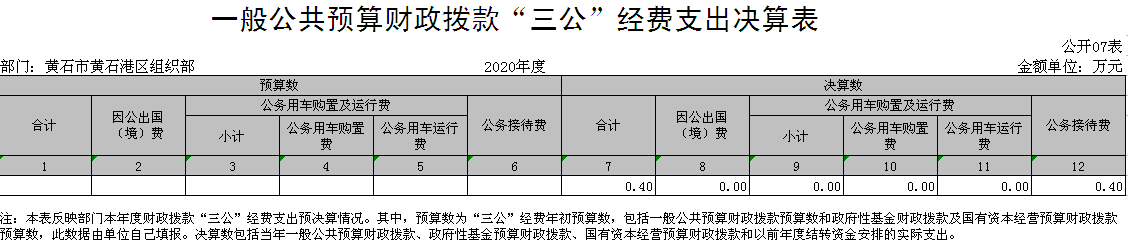 一般公共预算财政拨款“三公”经费支出决算表
公开07表
部门：黄石市黄石港区组织部 2020年度 金额单位：万元
预算数 决算数
合计 因公出国（境）费 公务用车购置及运行费 公务接待费 合计 因公出国（境）费 公务用车购置及运行费 公务接待费
小计 公务用车购置费 公务用车运行费 小计 公务用车购置费 公务用车运行费
1 2 3 4 5 6 7 8 9 10 11 12
0.40 0.00 0.00 0.00 0.00 0.40
注：本表反映部门本年度财政拨款“三公”经费支出预决算情况。其中，预算数为“三公”经费年初预算数，包括一般公共预算财政拨款预算数和政府性基金财政拨款及国有资本经营预算财政拨款
预算数，此数据由单位自己填报。决算数包括当年一般公共预算财政拨款、政府性基金预算财政拨款、国有资本经营预算财政拨款和以前年度结转资金安排的实际支出。